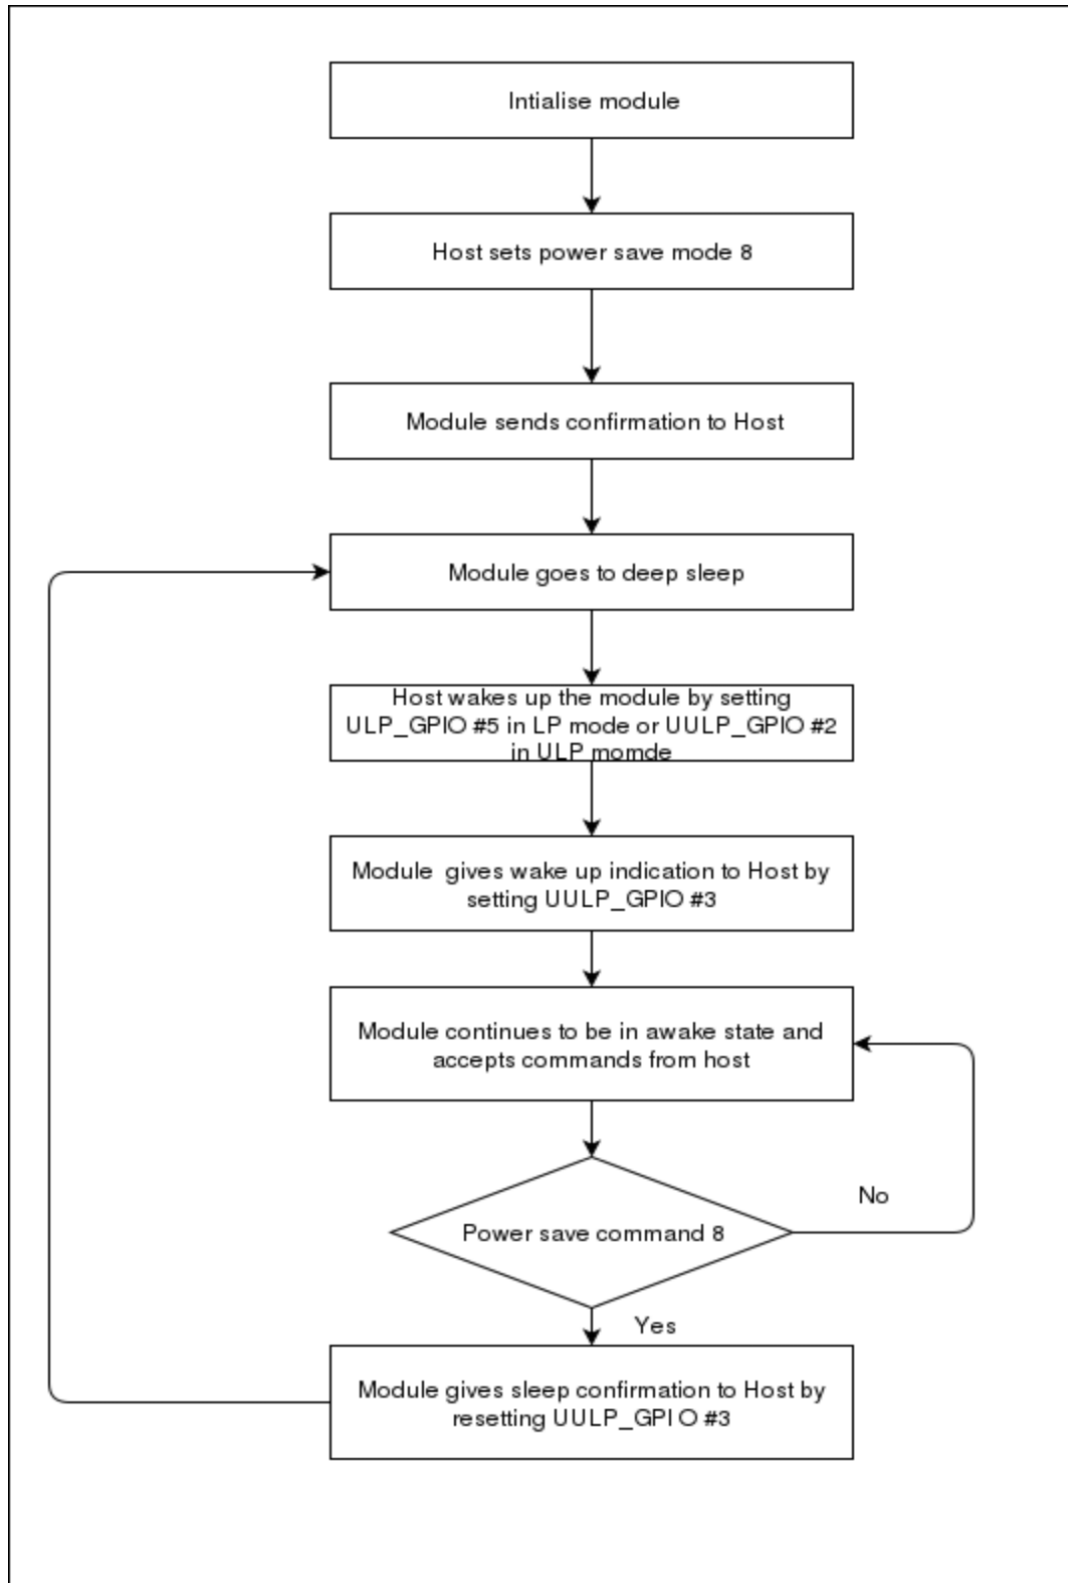 Intialise module
Host sets power save mode 8
Module sends confirmation to Host
Module goes to deep sleep
Host wakes up the module by setting
ULP_GPIO #5 in LP mode or UULP_GPIO #2
in ULP momde
Module gives wake up indication to Host by
setting UULP_GPIO #3
Module continues to be in awake state and
accepts commands from host
No
Power save command 8
Yes
Module gives sleep confirmation to Host by
resetting UULP_GPI O #3